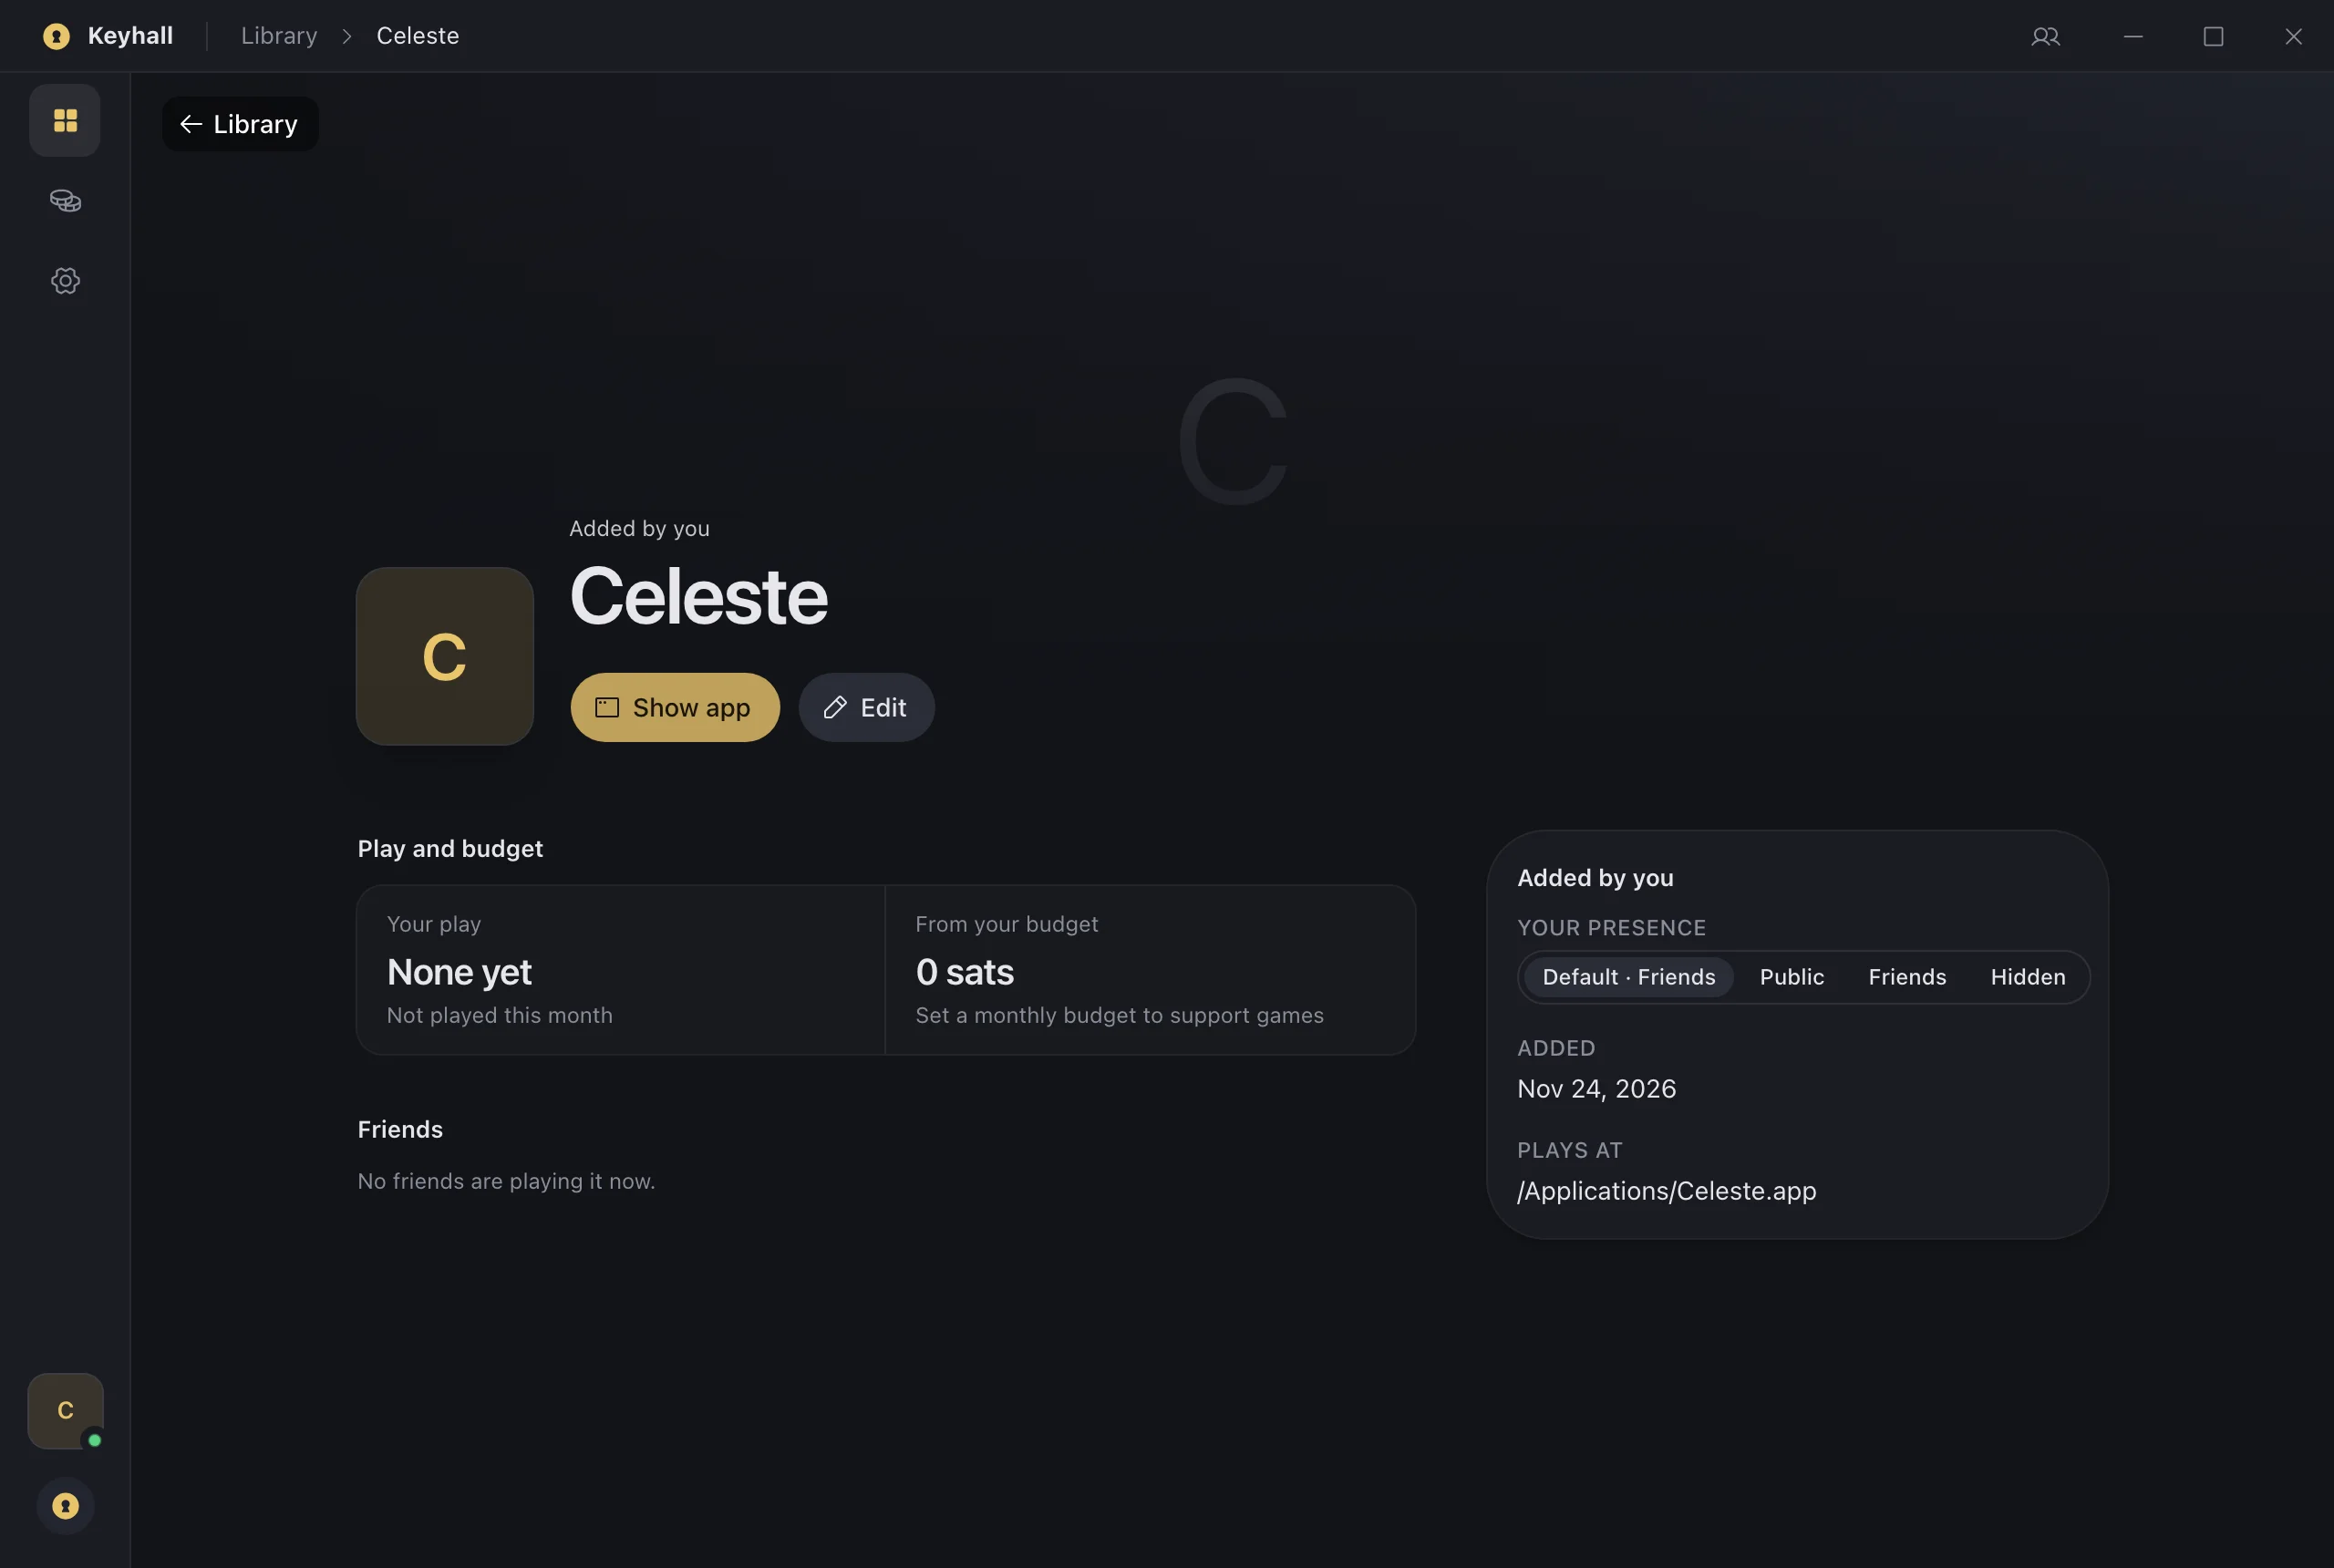 Keyhall
Library > Celeste
← Library
C
Added by you
Celeste
C
Show app
Edit
Play and budget
Your play
None yet
Not played this month
From your budget
0 sats
Set a monthly budget to support games
Friends
No friends are playing it now.
Added by you
YOUR PRESENCE
Default · Friends
Public
Friends
Hidden
ADDED
Nov 24, 2026
PLAYS AT
/Applications/Celeste.app
C